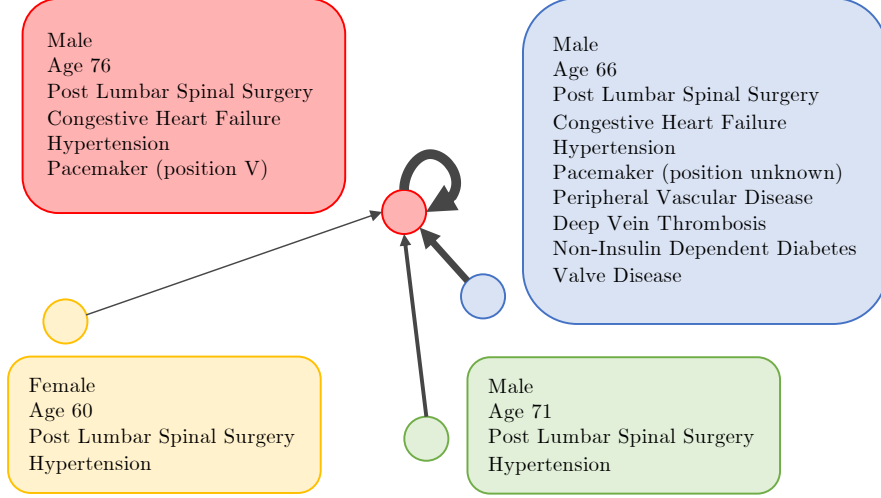 Male
Age 76
Post Lumbar Spinal Surgery
Congestive Heart Failure
Hypertension
Pacemaker (position V)
Male
Age 66
Post Lumbar Spinal Surgery
Congestive Heart Failure
Hypertension
Pacemaker (position unknown)
Peripheral Vascular Disease
Deep Vein Thrombosis
Non-Insulin Dependent Diabetes
Valve Disease
Female
Age 60
Post Lumbar Spinal Surgery
Hypertension
Male
Age 71
Post Lumbar Spinal Surgery
Hypertension